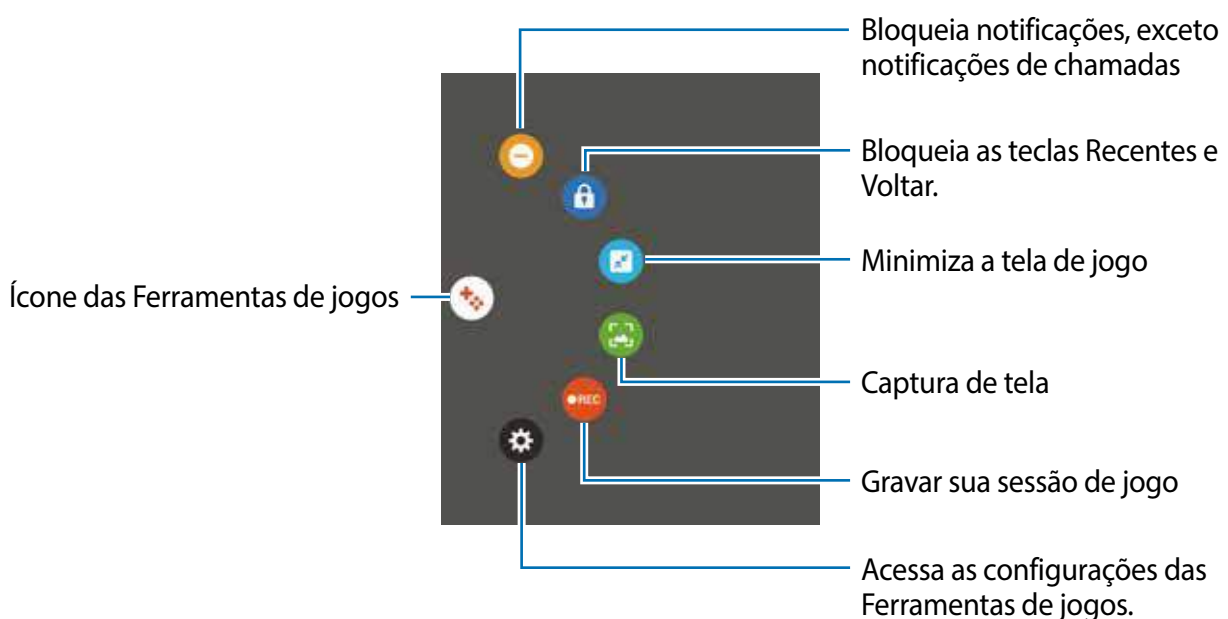 Bloqueia notificações, exceto
notificações de chamadas
Bloqueia as teclas Recentes e
Voltar.
Minimiza a tela de jogo
Ícone das Ferramentas de jogos
Captura de tela
REC
Gravar sua sessão de jogo
Acessa as configurações das
Ferramentas de jogos.